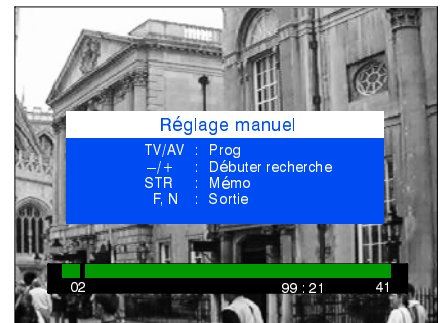 Réglage manuel
TV/AV : Prog
–/+ : Débuter recherche
STR : Mémo
F, N : Sortie
02 99 : 21 41